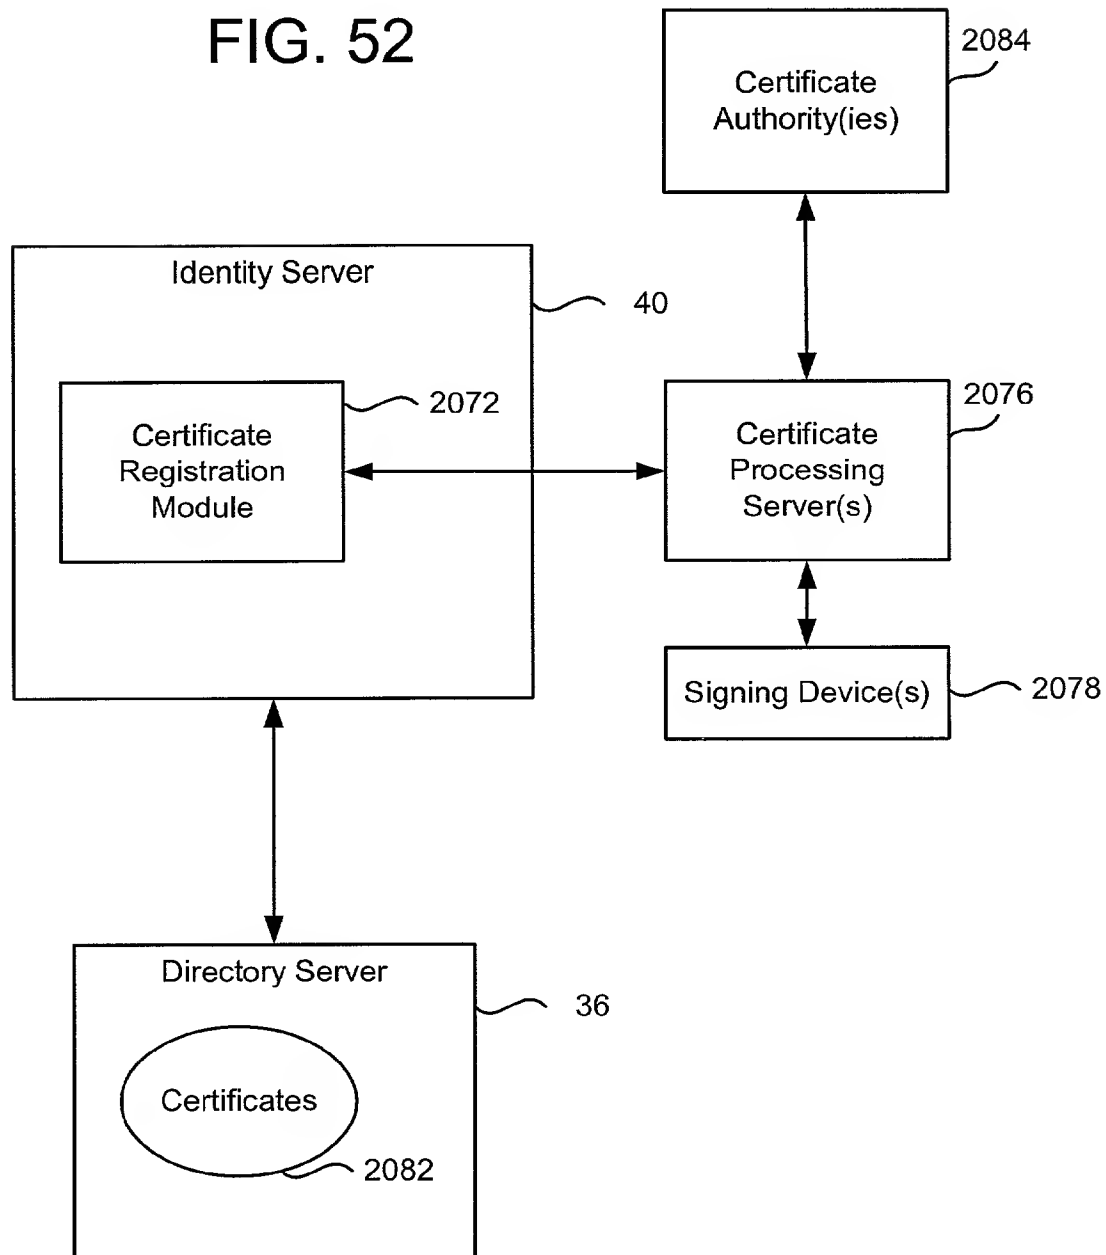 FIG. 52
2084
Certificate
Authority(ies)
Identity Server
40
2072
Certificate
Registration
Module
2076
Certificate
Processing
Server(s)
Signing Device(s)
2078
Directory Server
36
Certificates
2082